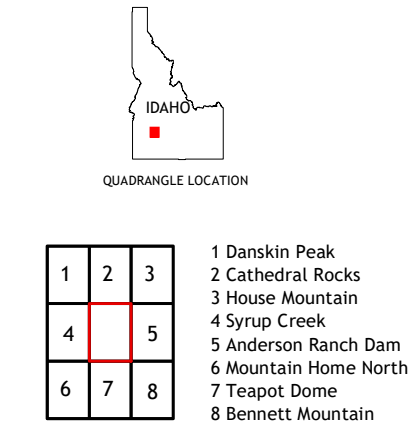 IDAHO
QUADRANGLE LOCATION
1 2 3
4 5
6 7 8
1 Danskin Peak
2 Cathedral Rocks
3 House Mountain
4 Syrup Creek
5 Anderson Ranch Dam
6 Mountain Home North
7 Teapot Dome
8 Bennett Mountain